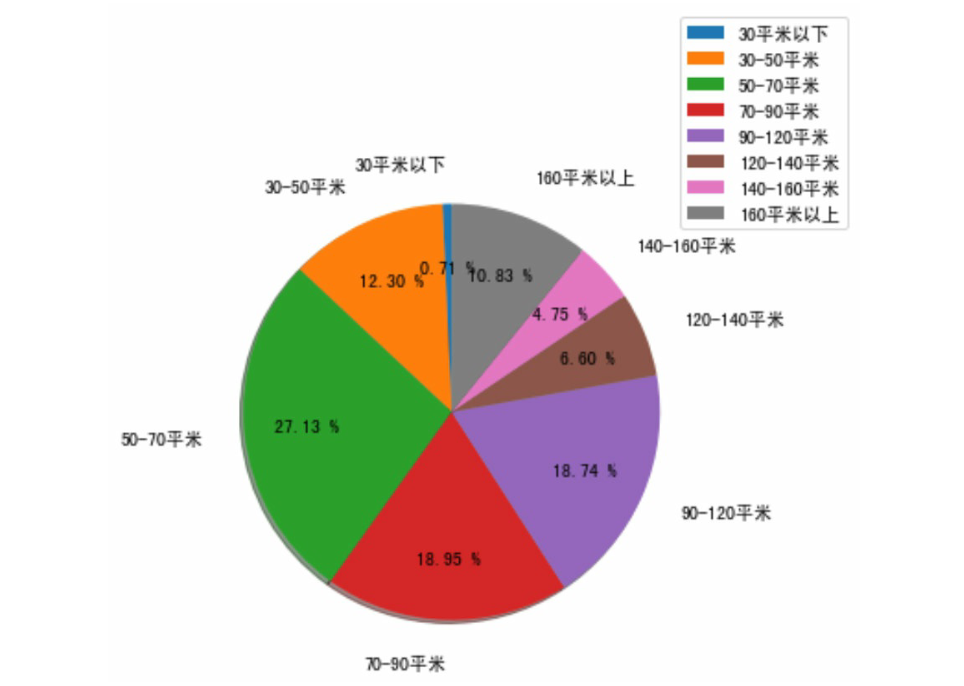 30平米以下
30-50平米
50-70平米
70-90平米
90-120平米
120-140平米
140-160平米
160平米以上
30平米以下
160平米以上
30-50平米
140-160平米
0.71 %
10.83 %
12.30 %
4.75 %
120-140平米
6.60 %
27.13 %
50-70平米
18.74 %
90-120平米
18.95 %
70-90平米